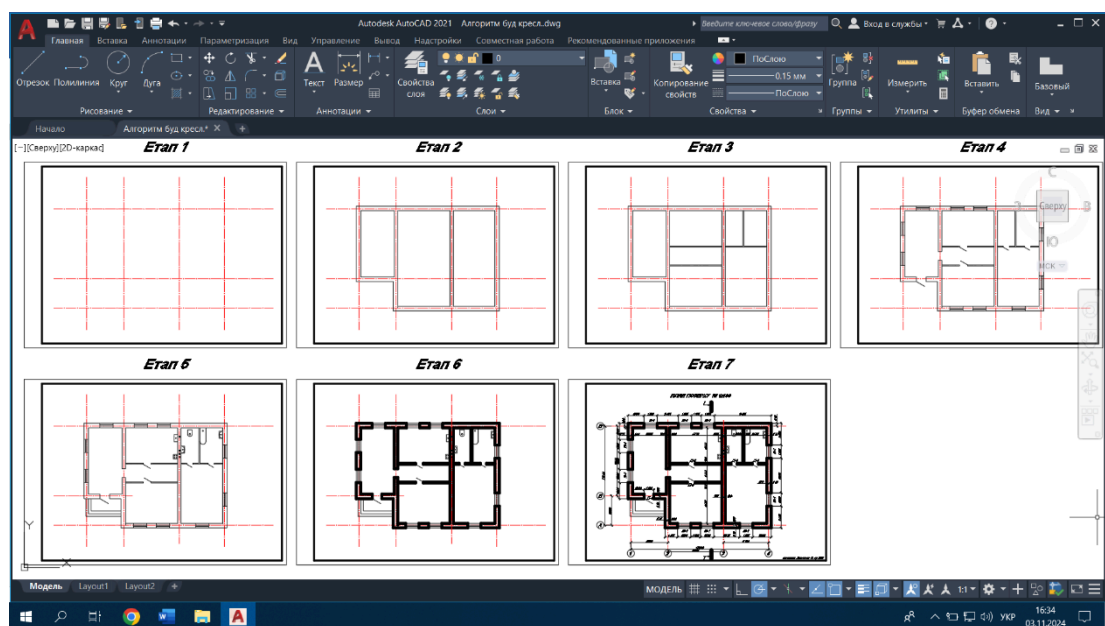 Autodesk AutoCAD 2021 Алгоритм буд кресл.dwg
Введите ключевое слово/фразу
Вход в службы
Главная Вставка Аннотации Параметризация Вид Управление Вывод Надстройки Совместная работа Рекомендованные приложения
0
ПоСлою
0.15 мм
ПоСлою
Отрезок Полилиния Круг Дуга
Текст Размер
Свойства слоя
Вставка
Копирование свойств
Группа
Измерить
Вставить
Базовый
Рисование Редактирование Аннотации Слои Блок Свойства Группы Утилиты Буфер обмена Вид
Начало
Алгоритм буд кресл.*
[−][Сверху][2D-каркас]
Етап 1 Етап 2 Етап 3 Етап 4
С
З Сверху В
Ю
МСК
Етап 5 Етап 6 Етап 7
Y
X
Модель Layout1 Layout2
МОДЕЛЬ
1:1
УКР
16:34
03.11.2024